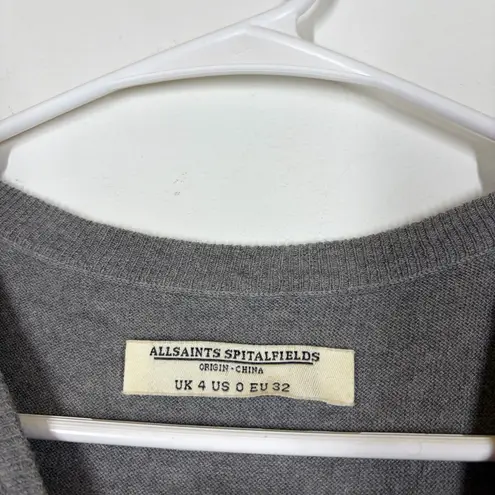 ALLSAINTS SPITALFIELDS
ORIGIN - CHINA
UK 4 US 0 EU 32